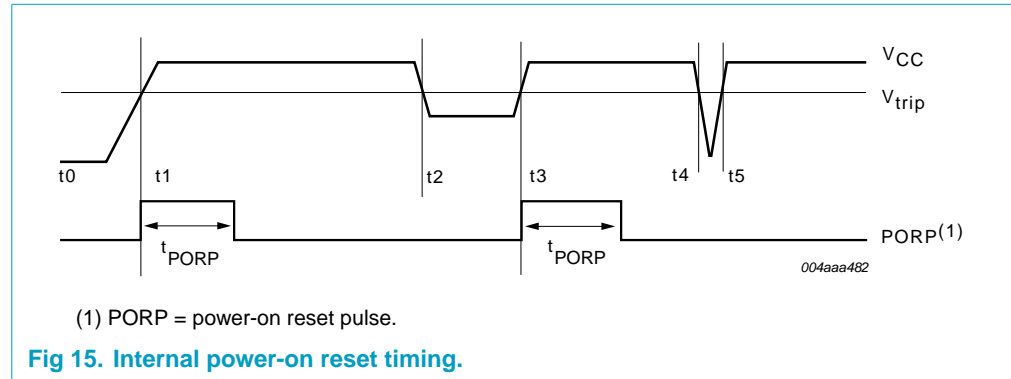 VCC
Vtrip
t0 t1 t2 t3 t4 t5
tPORP tPORP PORP(1)
004aaa482
(1) PORP = power-on reset pulse.
Fig 15. Internal power-on reset timing.